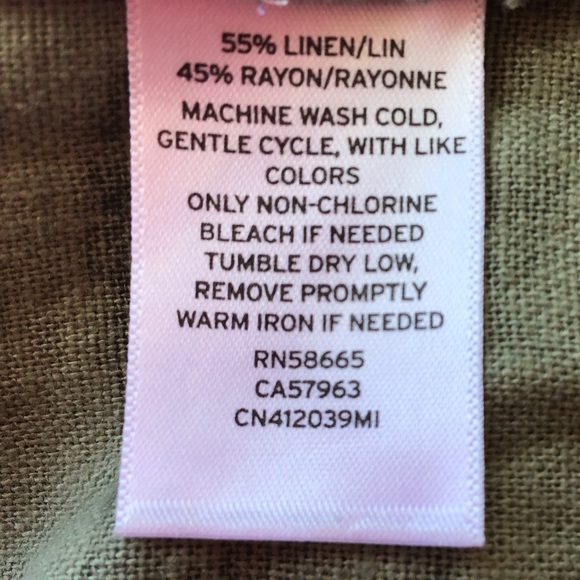 55% LINEN/LIN
45% RAYON/RAYONNE
MACHINE WASH COLD,
GENTLE CYCLE, WITH LIKE
COLORS
ONLY NON-CHLORINE
BLEACH IF NEEDED
TUMBLE DRY LOW,
REMOVE PROMPTLY
WARM IRON IF NEEDED
RN58665
CA57963
CN412039MI